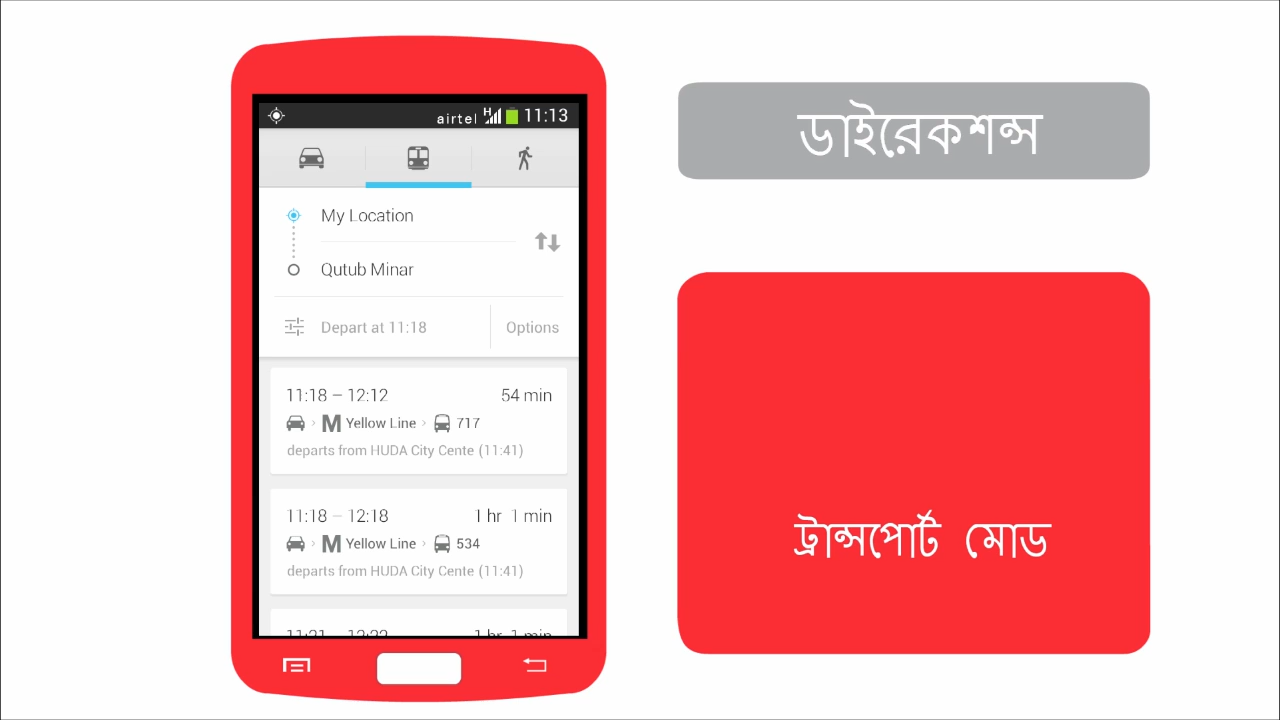 airtel H 11:13
My Location
Qutub Minar
Depart at 11:18 Options
11:18 – 12:12 54 min
M Yellow Line › 717
departs from HUDA City Cente (11:41)
11:18 – 12:18 1 hr 1 min
M Yellow Line › 534
departs from HUDA City Cente (11:41)
ডাইরেকশন্স
ট্রান্সপোর্ট মোড